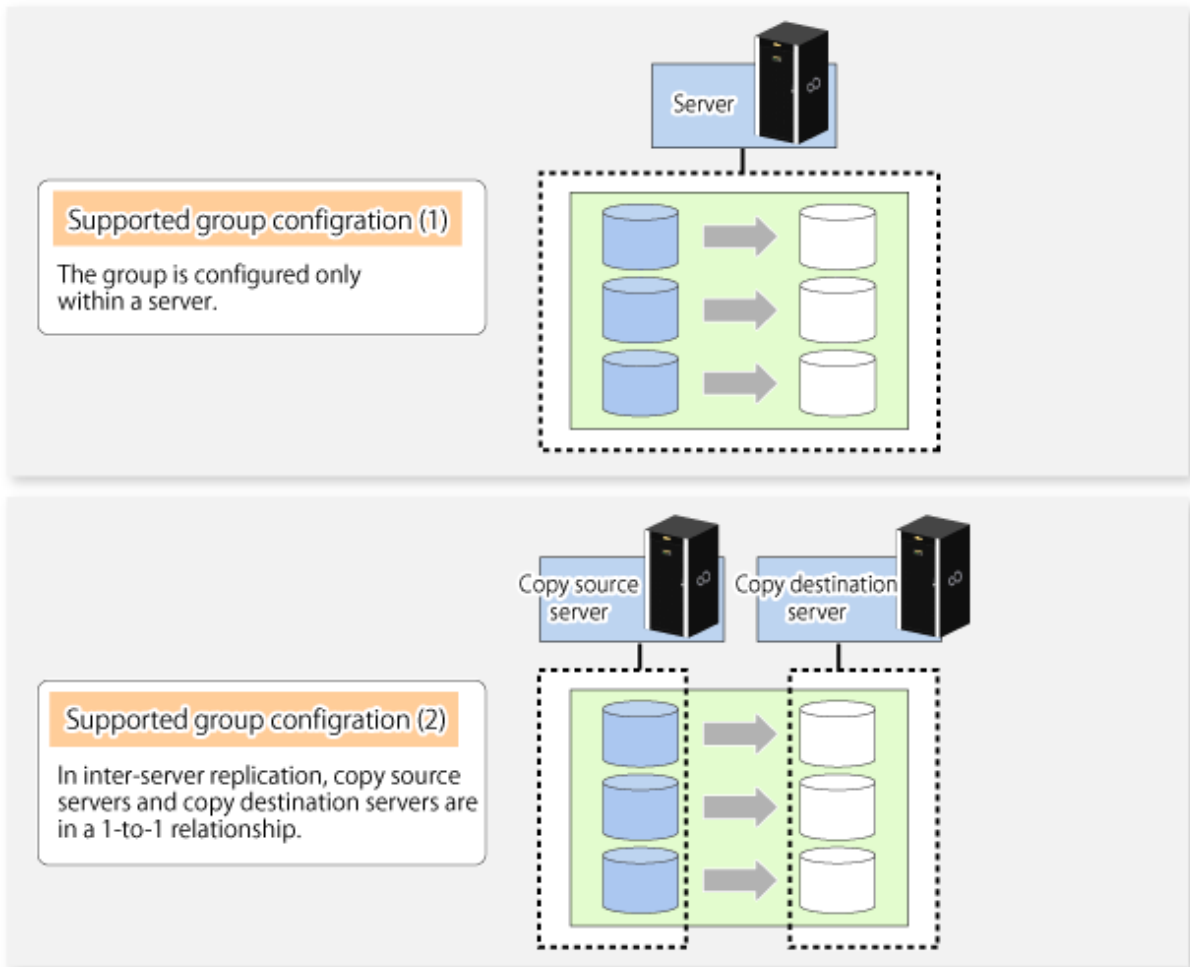 Server
Supported group configration (1)
The group is configured only
within a server.
Copy source
server
Copy destination
server
Supported group configration (2)
In inter-server replication, copy source
servers and copy destination servers are
in a 1-to-1 relationship.